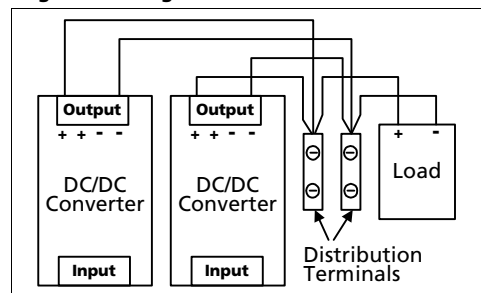 Output
Output
+ + - -
+ + - -
+ -
DC/DC
Converter
DC/DC
Converter
Load
Input
Input
Distribution
Terminals